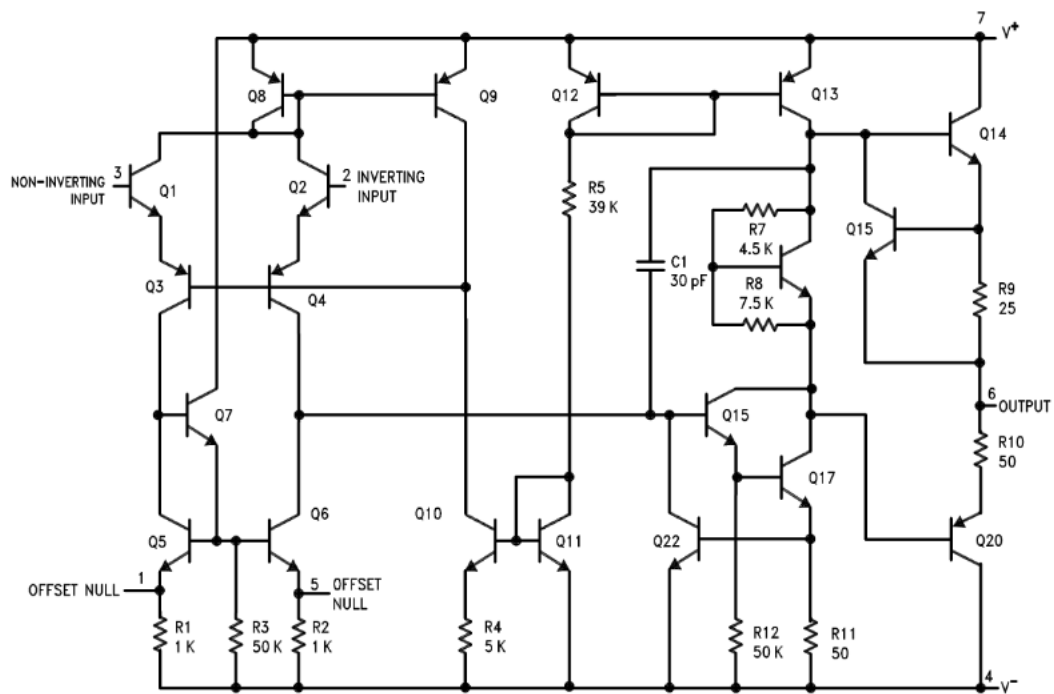 7
V+
Q8
Q9
Q12
Q13
Q14
3
NON-INVERTING
INPUT
Q1
Q2
2 INVERTING
INPUT
R5
39 K
R7
4.5 K
Q15
Q3
Q4
C1
30 pF
R8
7.5 K
R9
25
Q7
Q15
6
OUTPUT
R10
50
Q17
Q5
Q6
Q10
Q11
Q22
Q20
OFFSET NULL
1
5
OFFSET
NULL
R1
1 K
R3
50 K
R2
1 K
R4
5 K
R12
50 K
R11
50
4
V-